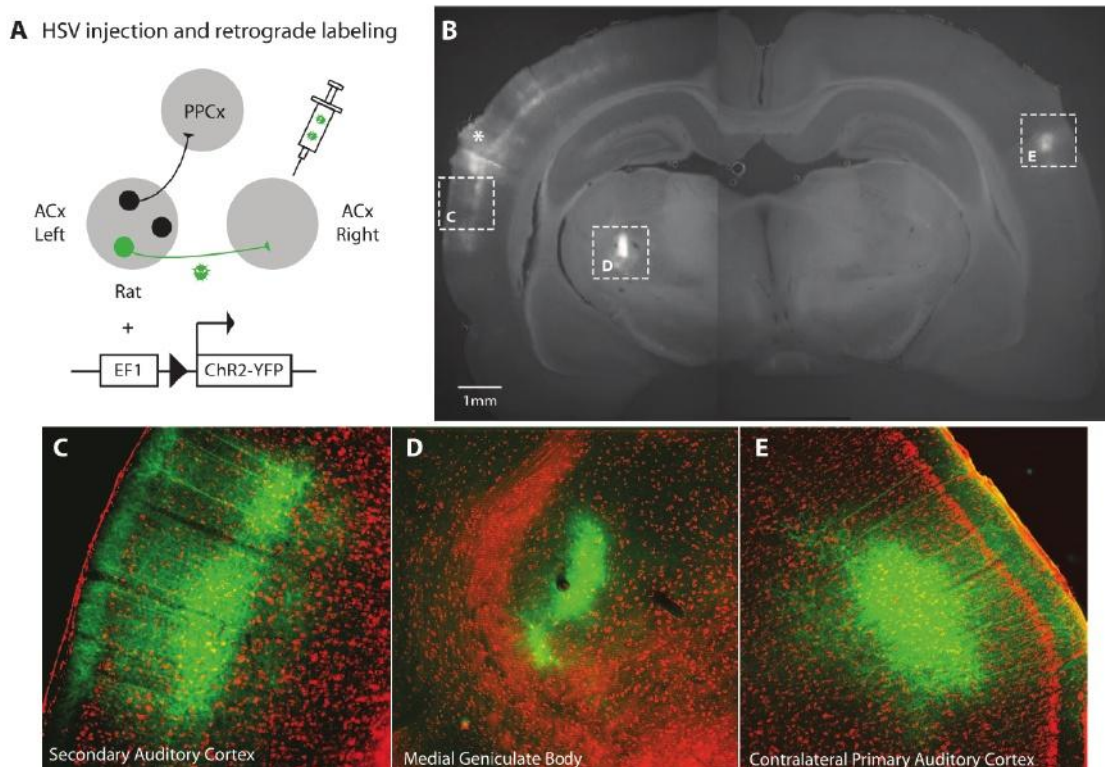 A HSV injection and retrograde labeling
PPCx
ACx
Left
ACx
Right
Rat
+
EF1
ChR2-YFP
B
*
C
D
E
1mm
C
Secondary Auditory Cortex
D
Medial Geniculate Body
E
Contralateral Primary Auditory Cortex